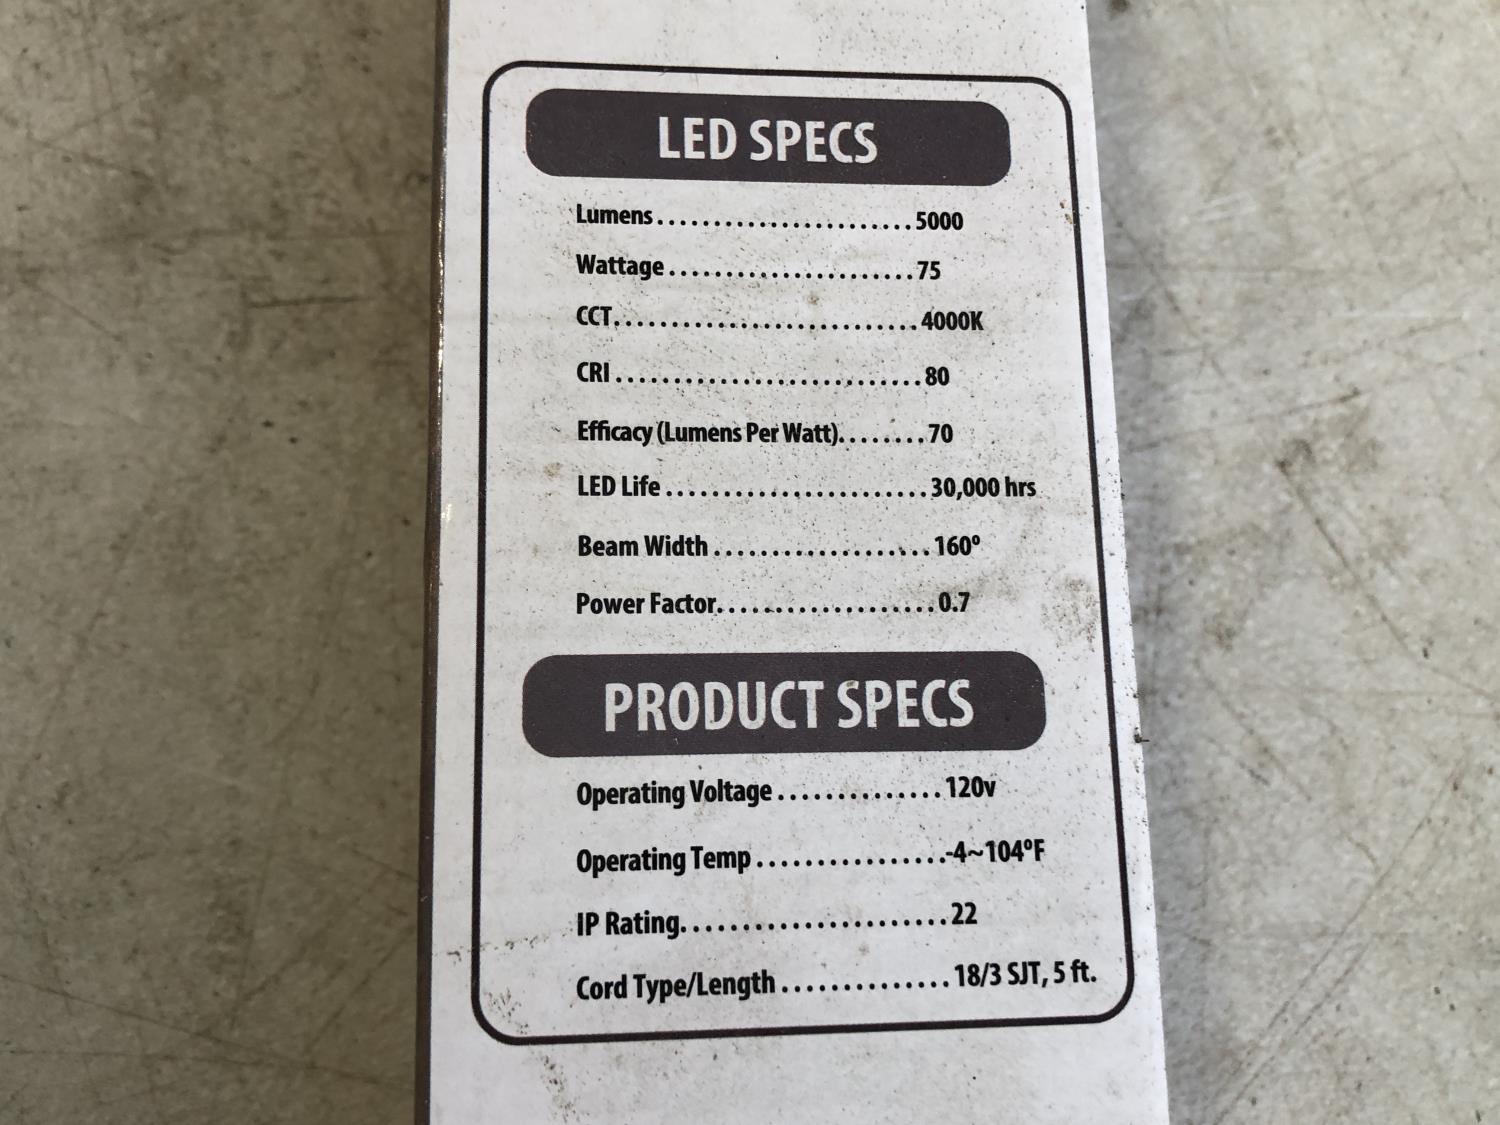 LED SPECS
Lumens......................5000
Wattage.....................75
CCT..........................4000K
CRI..........................80
Efficacy (Lumens Per Watt)........70
LED Life.......................30,000 hrs
Beam Width...................160º
Power Factor...................0.7
PRODUCT SPECS
Operating Voltage..............120v
Operating Temp.................-4~104ºF
IP Rating.......................22
Cord Type/Length...............18/3 SJT, 5 ft.